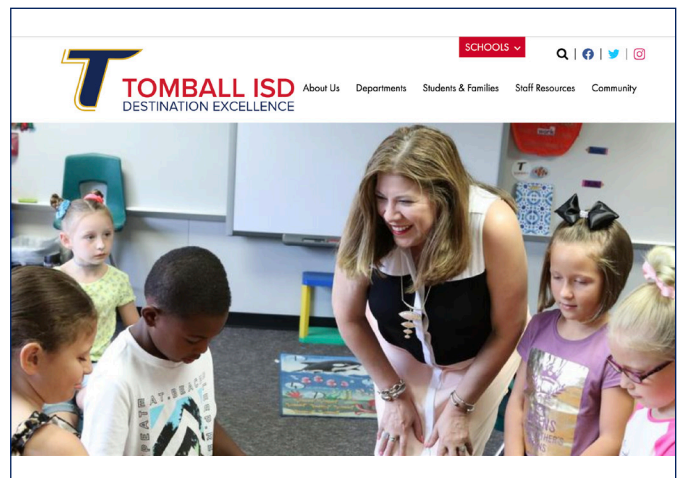 SCHOOLS
TOMBALL ISD
DESTINATION EXCELLENCE
About Us Departments Students & Families Staff Resources Community